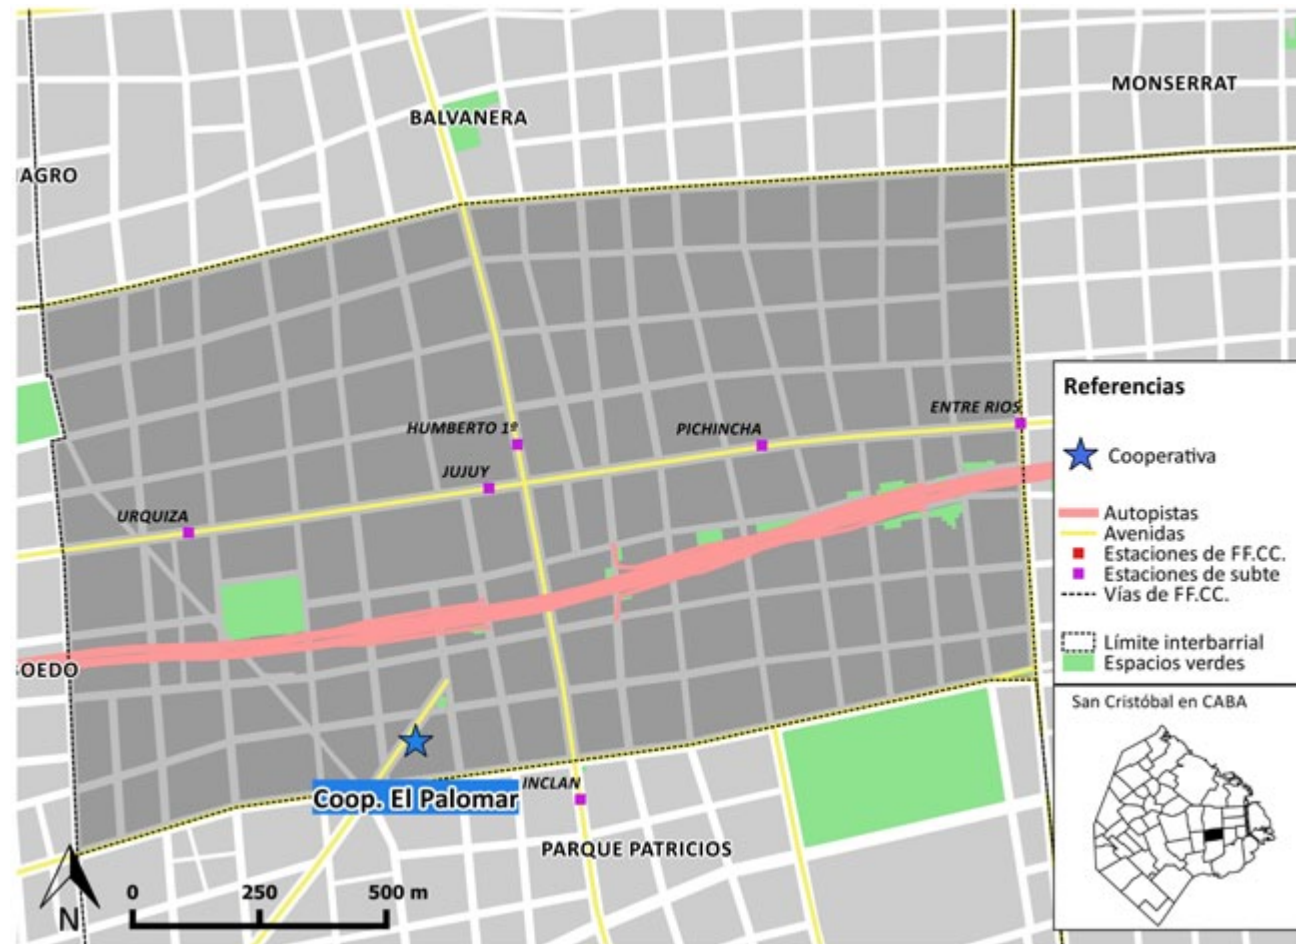 MONSERRAT
BALVANERA
AGRO
ENTRE RIOS
HUMBERTO 1º
PICHINCHA
JUJUY
URQUIZA
OEDO
INCLAN
Coop. El Palomar
PARQUE PATRICIOS
N
0 250 500 m
Referencias
Cooperativa
Autopistas
Avenidas
Estaciones de FF.CC.
Estaciones de subte
Vías de FF.CC.
Límite interbarrial
Espacios verdes
San Cristóbal en CABA